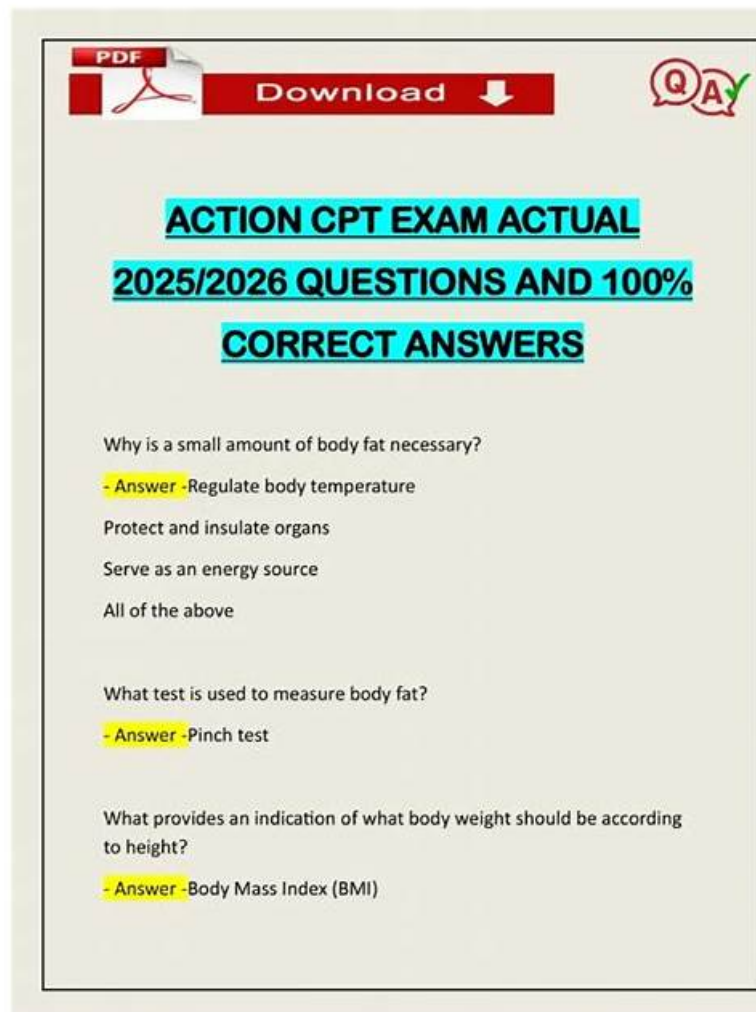 PDF
Download
Q A
ACTION CPT EXAM ACTUAL
2025/2026 QUESTIONS AND 100%
CORRECT ANSWERS
Why is a small amount of body fat necessary?
- Answer -Regulate body temperature
Protect and insulate organs
Serve as an energy source
All of the above
What test is used to measure body fat?
- Answer -Pinch test
What provides an indication of what body weight should be according
to height?
- Answer -Body Mass Index (BMI)